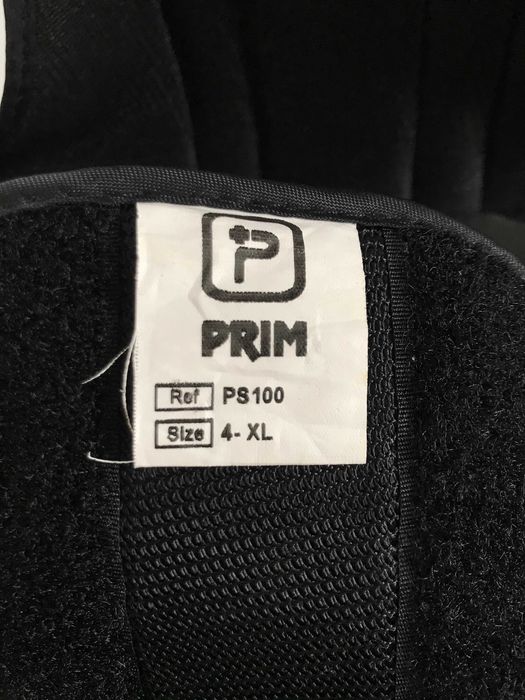 P
PRIM
Ref PS100
Size 4- XL